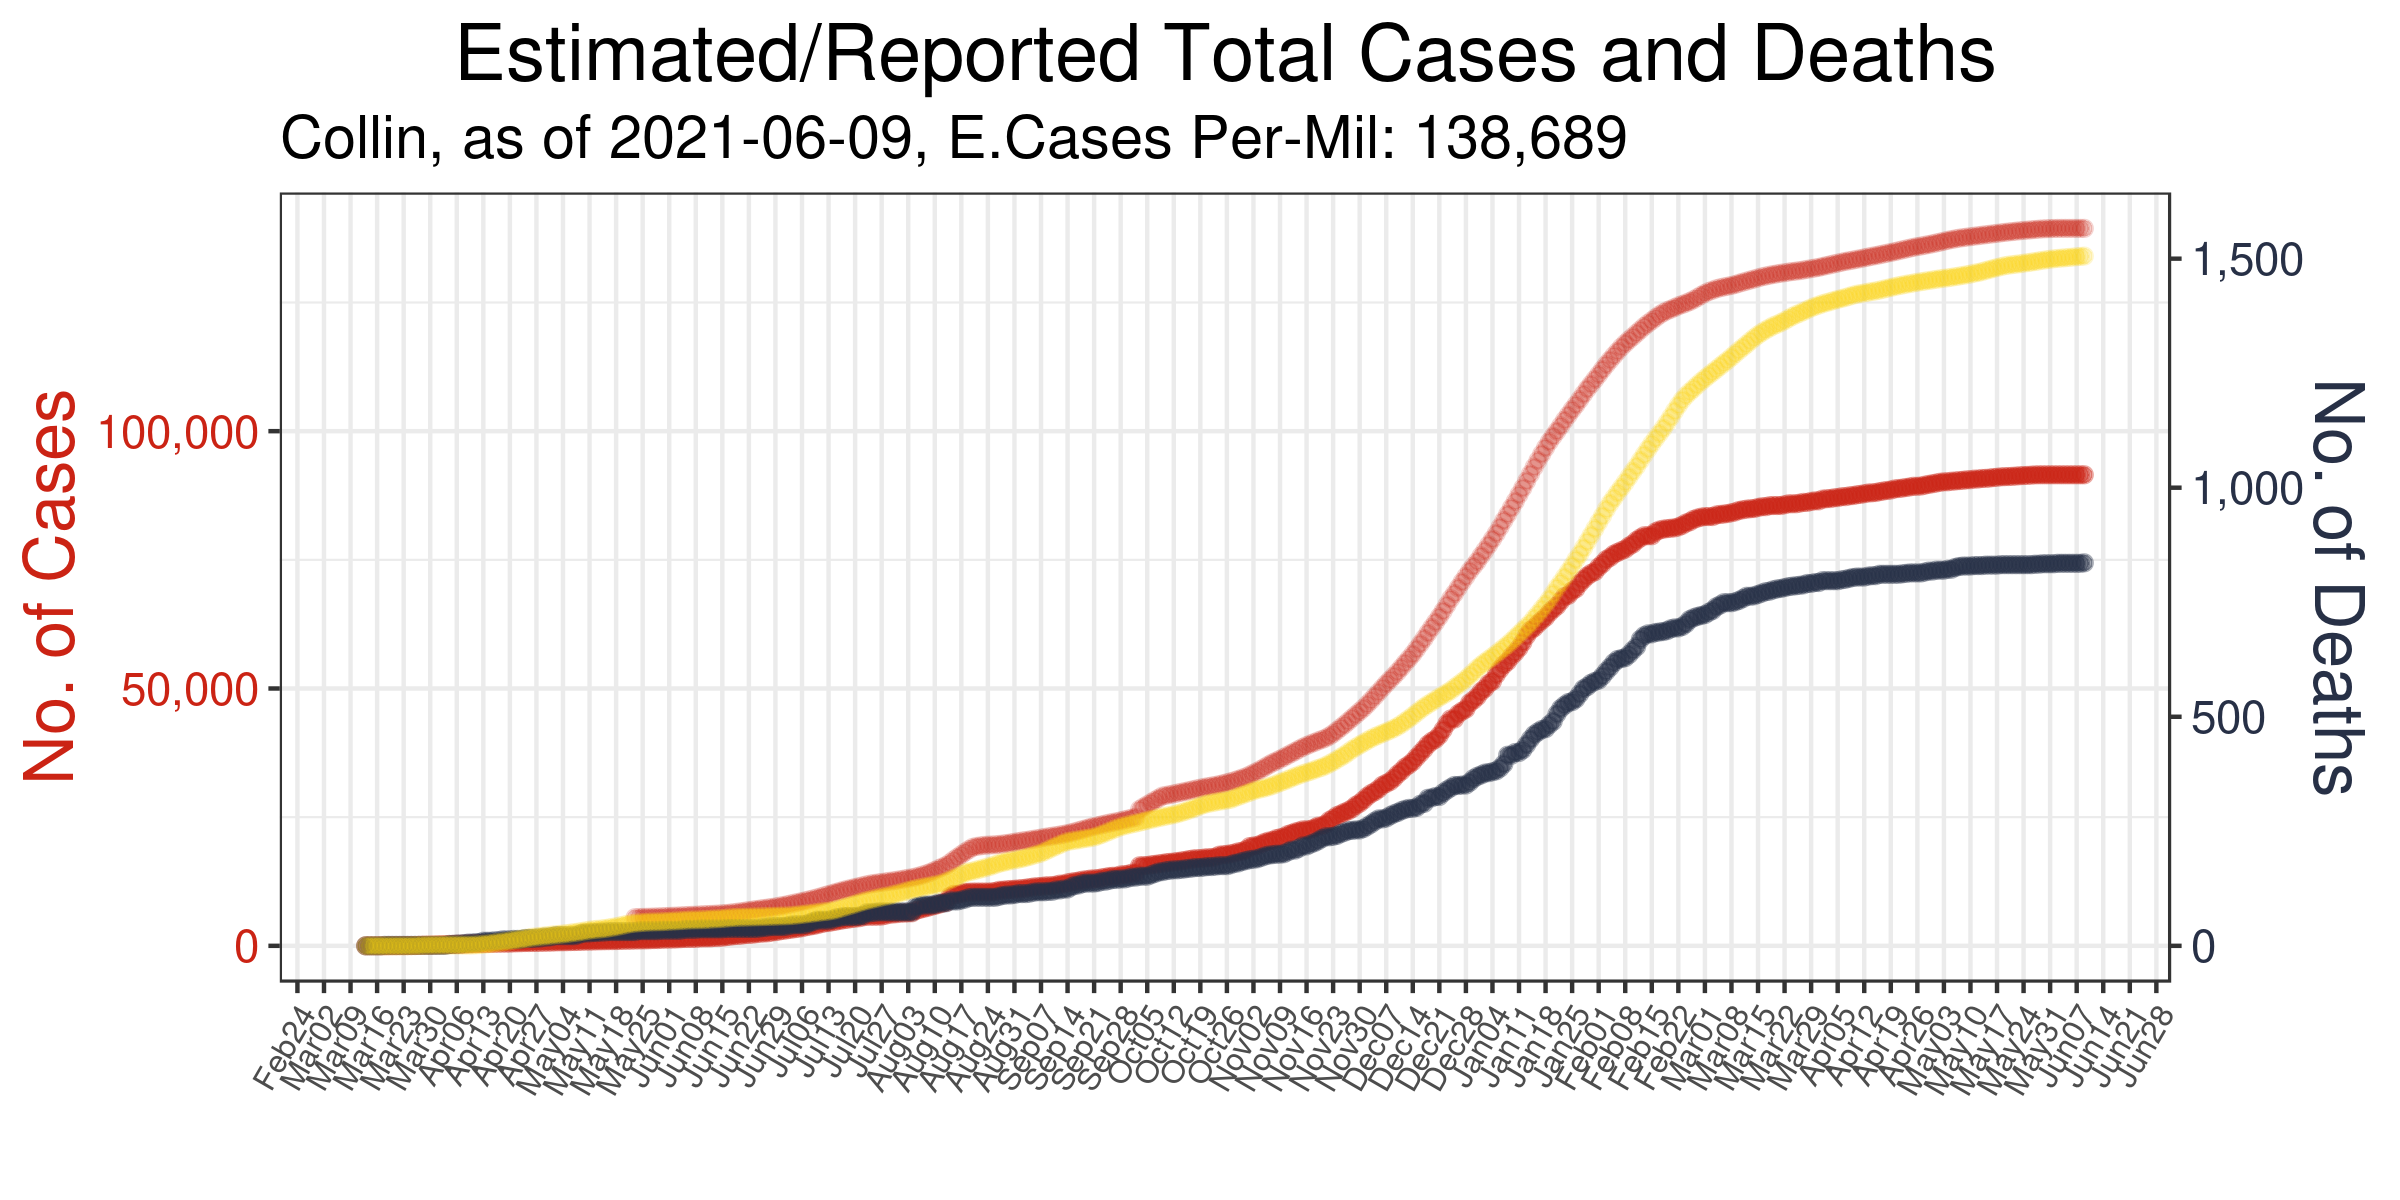 Estimated/Reported Total Cases and Deaths
Collin, as of 2021-06-09, E.Cases Per-Mil: 138,689
No. of Cases
100,000
50,000
0
1,500
1,000
500
0
No. of Deaths
Feb24
Mar02
Mar09
Mar16
Mar23
Mar30
Apr06
Apr13
Apr20
Apr27
May04
May11
May18
May25
Jun01
Jun08
Jun15
Jun22
Jun29
Jul06
Jul13
Jul20
Jul27
Aug03
Aug10
Aug17
Aug24
Aug31
Sep07
Sep14
Sep21
Sep28
Oct05
Oct12
Oct19
Oct26
Nov02
Nov09
Nov16
Nov23
Nov30
Dec07
Dec14
Dec21
Dec28
Jan04
Jan11
Jan18
Jan25
Feb01
Feb08
Feb15
Feb22
Mar01
Mar08
Mar15
Mar22
Mar29
Apr05
Apr12
Apr19
Apr26
May03
May10
May17
May24
May31
Jun07
Jun14
Jun21
Jun28